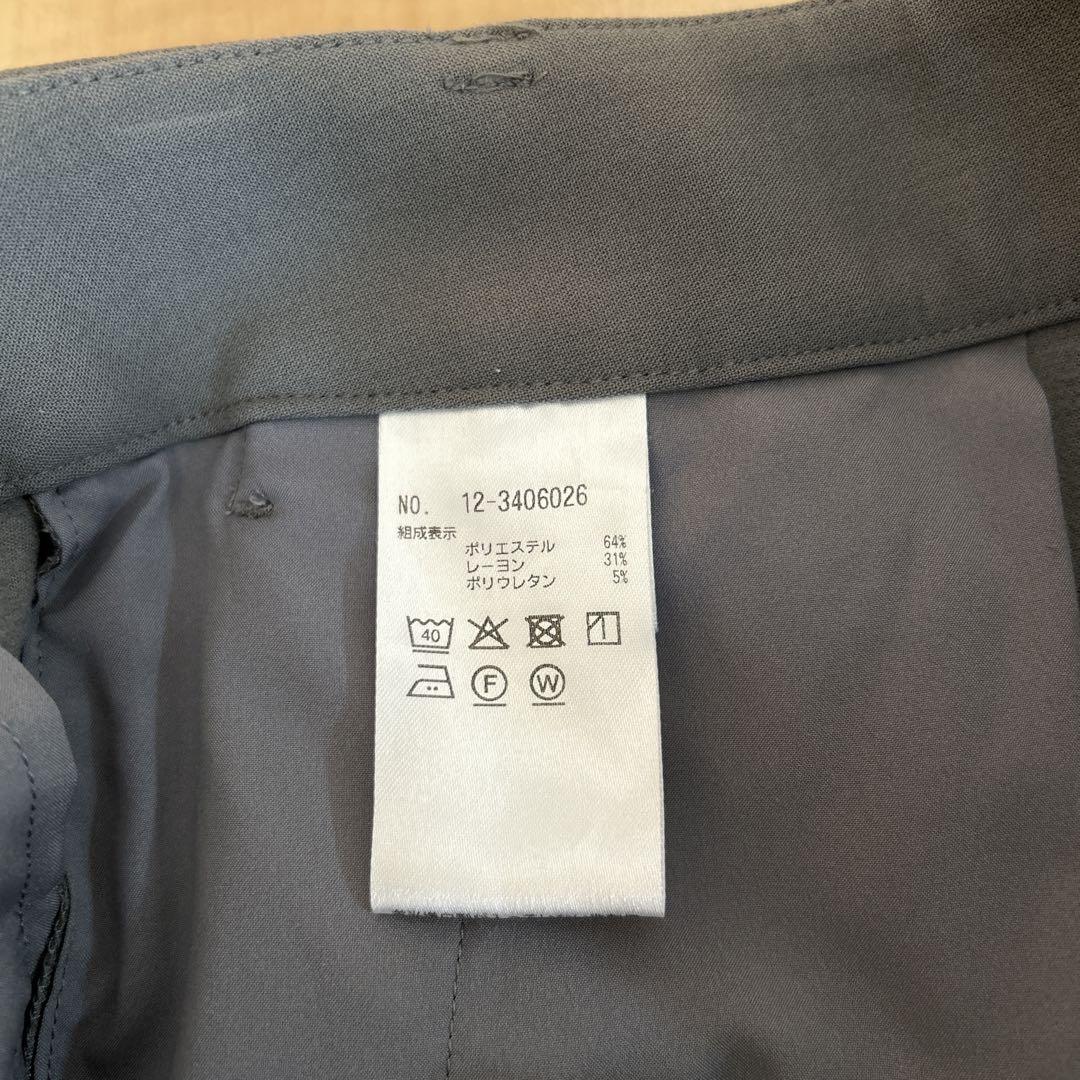 NO. 12-3406026
組成表示
ポリエステル 64%
レーヨン 31%
ポリウレタン 5%
40
F W